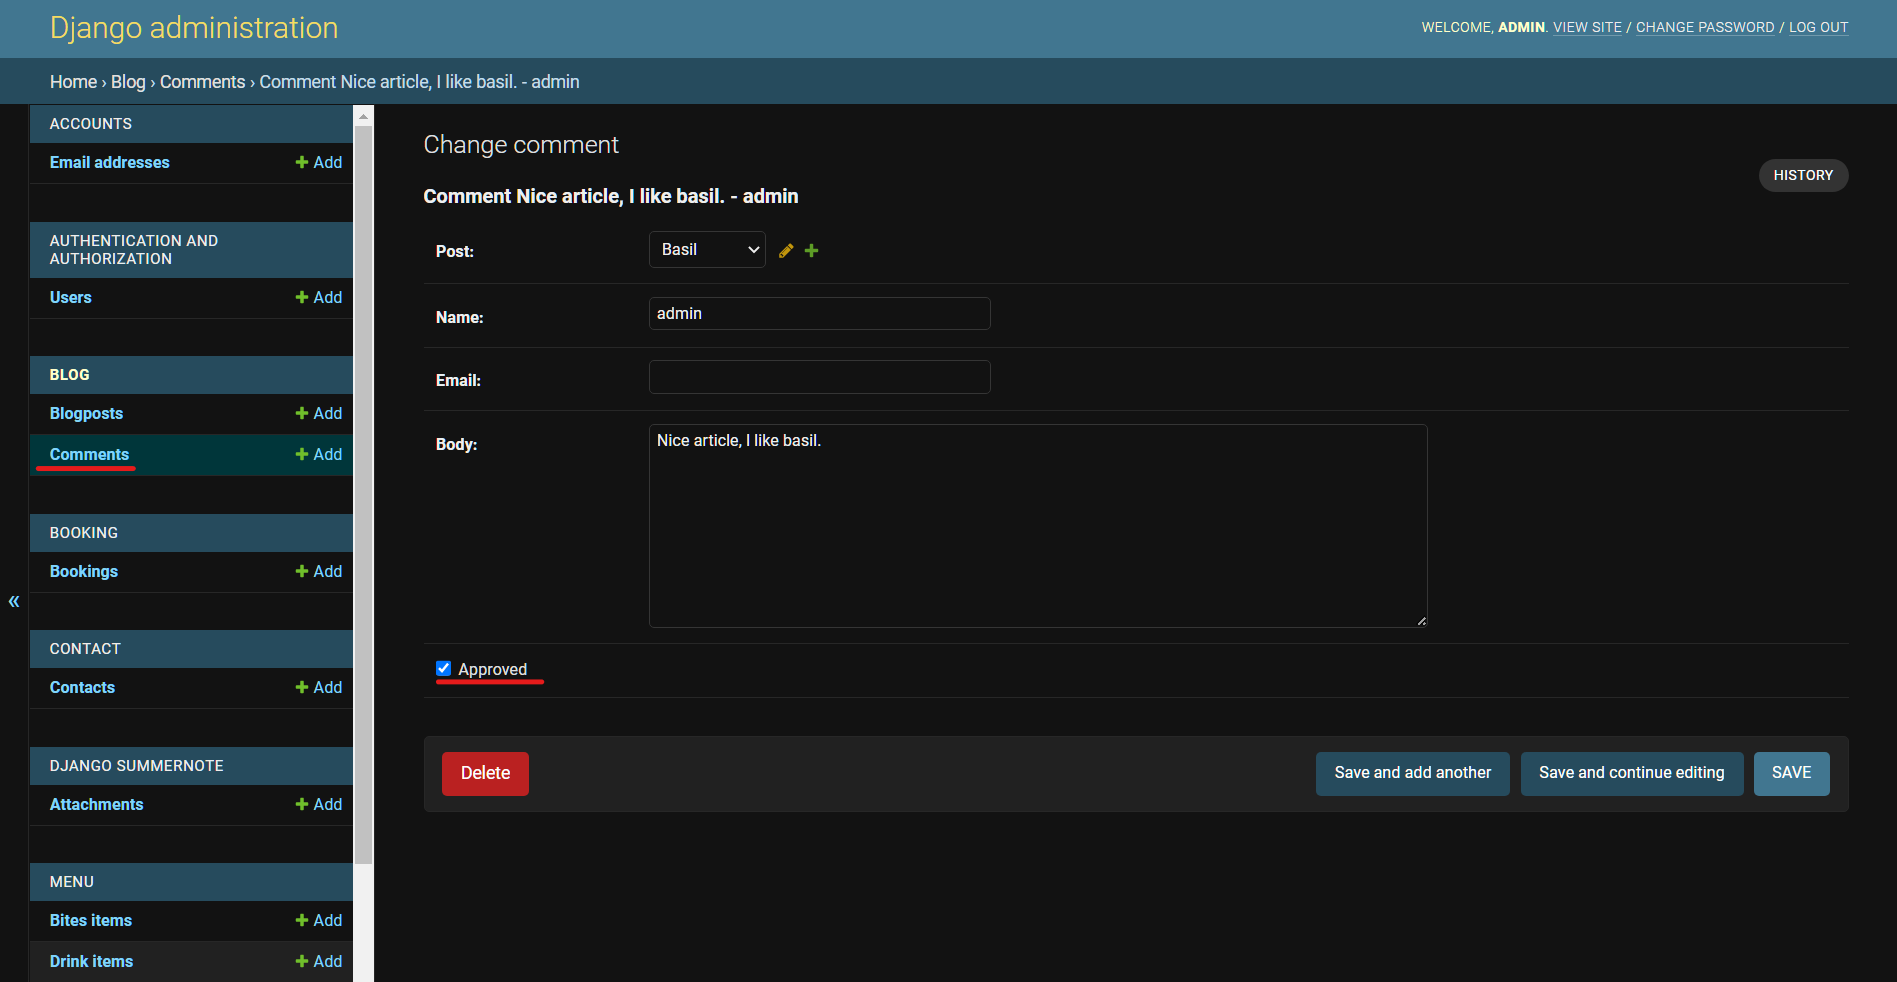 Django administration
WELCOME, ADMIN. VIEW SITE / CHANGE PASSWORD / LOG OUT
Home › Blog › Comments › Comment Nice article, I like basil. - admin
ACCOUNTS
Email addresses Add
AUTHENTICATION AND
AUTHORIZATION
Users Add
BLOG
Blogposts Add
Comments Add
BOOKING
Bookings Add
CONTACT
Contacts Add
DJANGO SUMMERNOTE
Attachments Add
MENU
Bites items Add
Drink items Add
«
Change comment
HISTORY
Comment Nice article, I like basil. - admin
Post: Basil
Name: admin
Email:
Body: Nice article, I like basil.
Approved
Delete Save and add another Save and continue editing SAVE